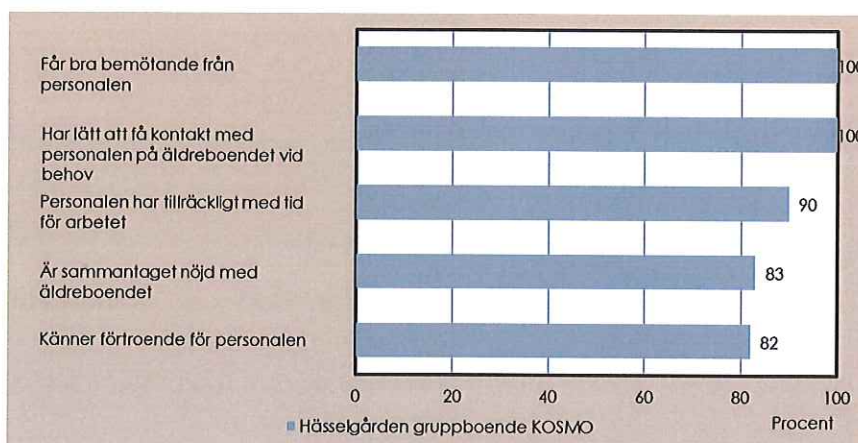 Får bra bemötande från
personalen
100
Har lätt att få kontakt med
personalen på äldreboendet vid
behov
100
Personalen har tillräckligt med tid
för arbetet
90
Är sammantaget nöjd med
äldreboendet
83
Känner förtroende för personalen
82
0 20 40 60 80 100
Hässelgården gruppboende KOSMO
Procent